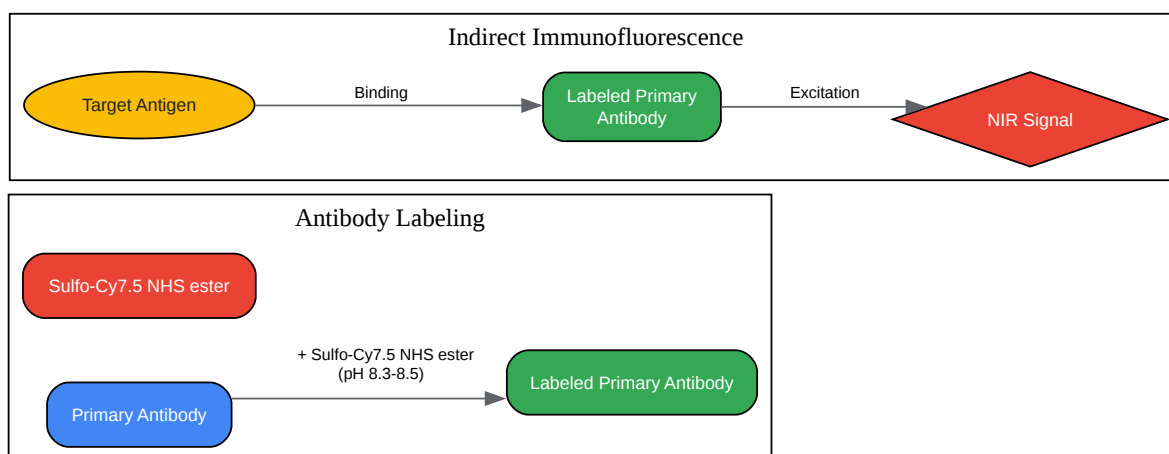 Indirect Immunofluorescence
Target Antigen
Binding
Labeled Primary
Antibody
Excitation
NIR Signal
Antibody Labeling
Sulfo-Cy7.5 NHS ester
+ Sulfo-Cy7.5 NHS ester
(pH 8.3-8.5)
Labeled Primary Antibody
Primary Antibody